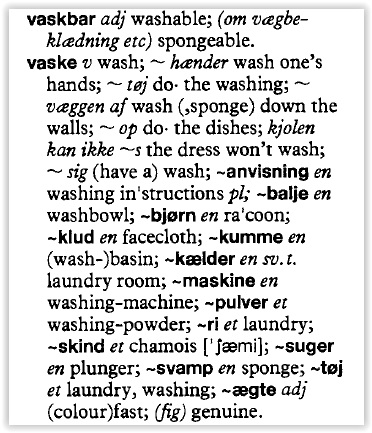 vaskbar adj washable; (om vægbe-
klædning etc) spongeable.
vaske v wash; ~ hænder wash one's
hands; ~ tøj do· the washing; ~
væggen af wash (,sponge) down the
walls; ~ op do· the dishes; kjolen
kan ikke ~s the dress won't wash;
~ sig (have a) wash; ~anvisning en
washing in'structions pl; ~balje en
washbowl; ~bjørn en ra'coon;
~klud en facecloth; ~kumme en
(wash-)basin; ~kælder en sv.t.
laundry room; ~maskine en
washing-machine; ~pulver et
washing-powder; ~ri et laundry;
~skind et chamois ['ʃæmi]; ~suger
en plunger; ~svamp en sponge; ~tøj
et laundry, washing; ~ægte adj
(colour)fast; (fig) genuine.